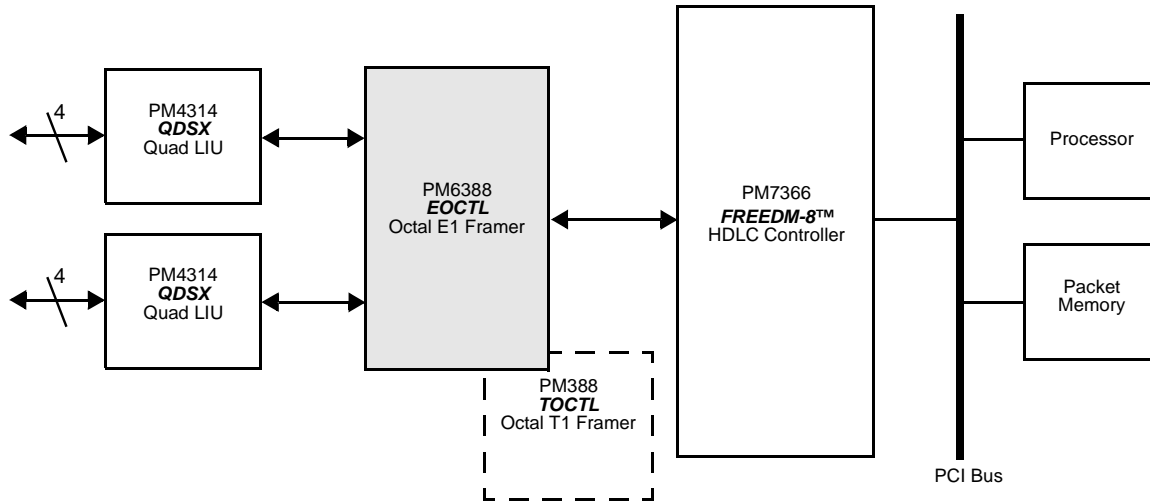 4
PM4314
QDSX
Quad LIU
4
PM4314
QDSX
Quad LIU
PM6388
EOCTL
Octal E1 Framer
PM388
TOCTL
Octal T1 Framer
PM7366
FREEDM-8™
HDLC Controller
Processor
Packet
Memory
PCI Bus